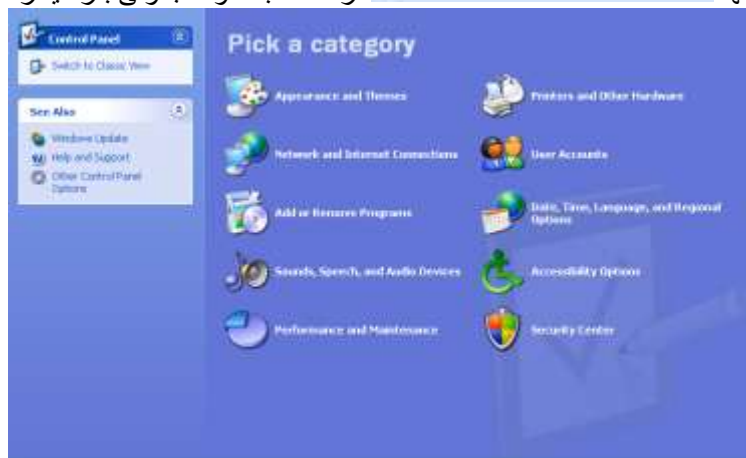 Control Panel
Switch to Classic View
See Also
Windows Update
Help and Support
Other Control Panel
Options
Pick a category
Appearance and Themes
Printers and Other Hardware
Network and Internet Connections
User Accounts
Add or Remove Programs
Date, Time, Language, and Regional
Options
Sounds, Speech, and Audio Devices
Accessibility Options
Performance and Maintenance
Security Center